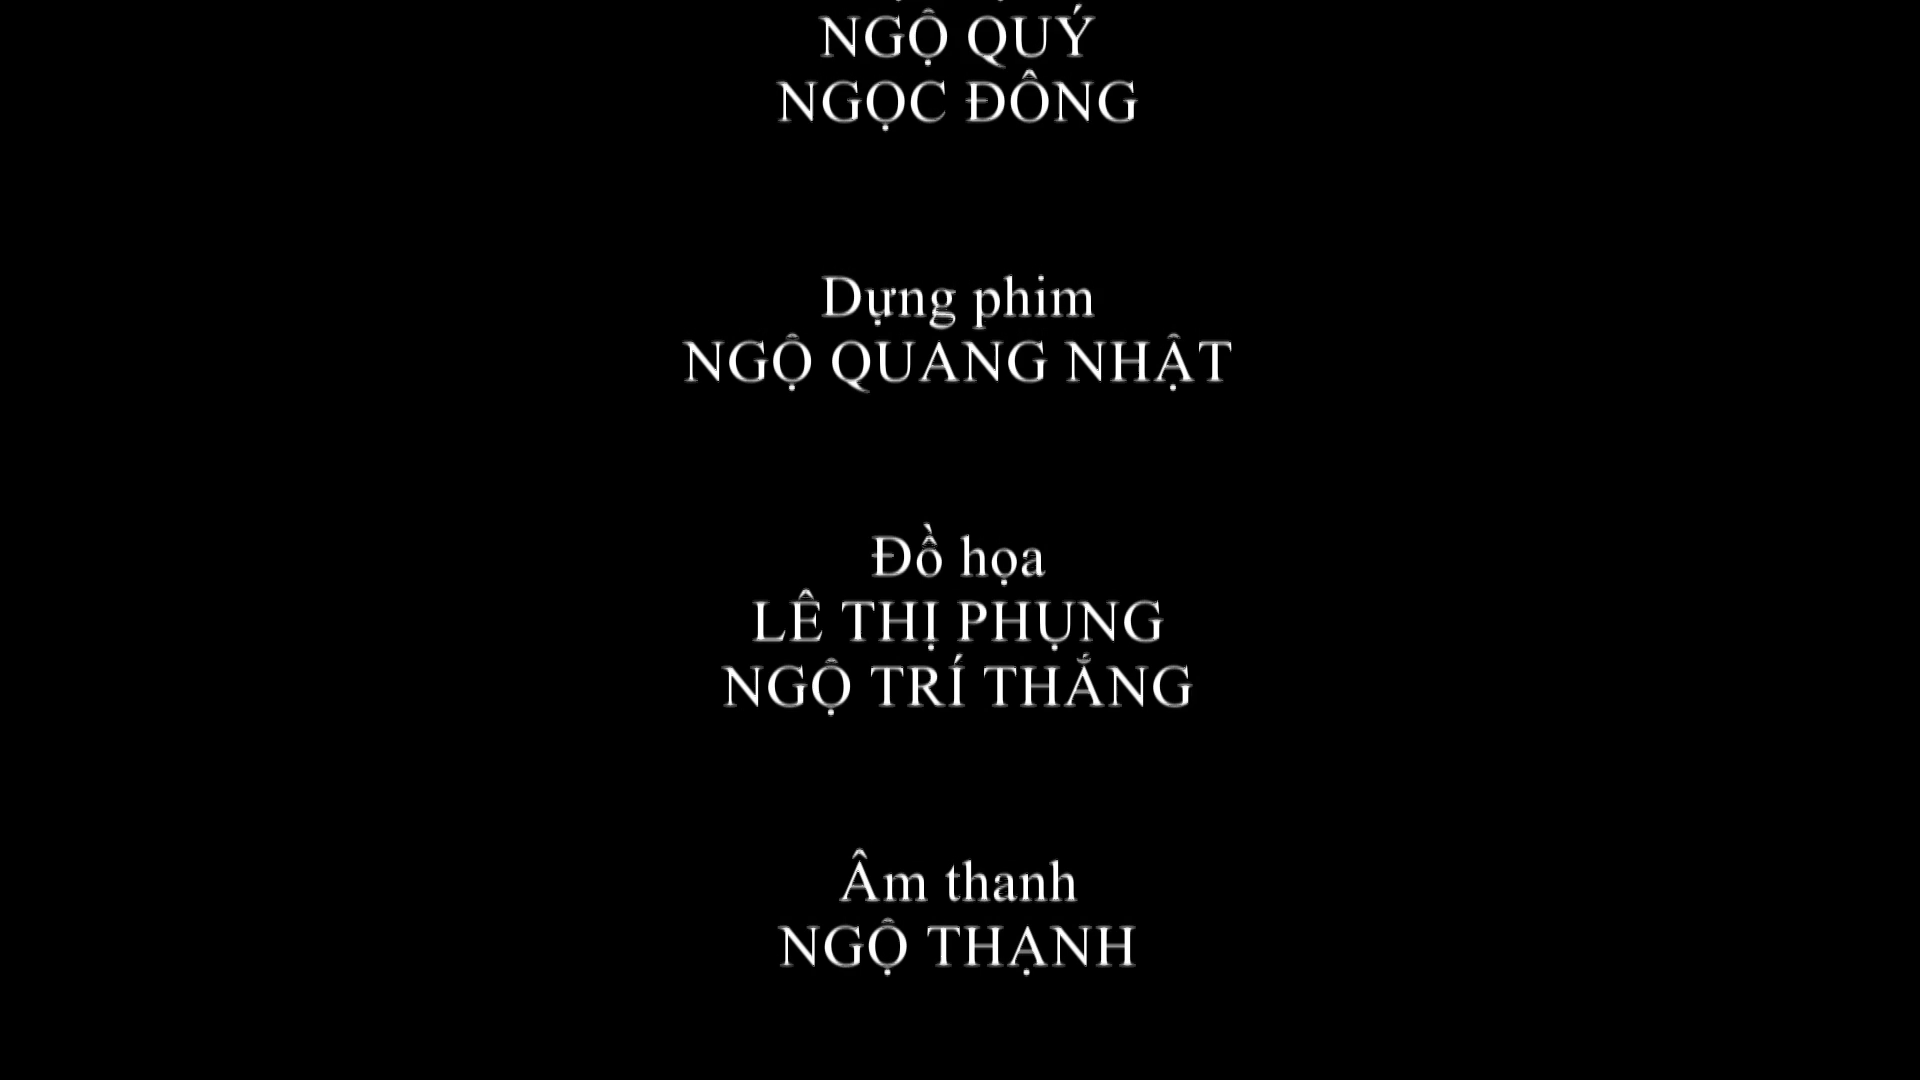 NGỘ QUÝ
NGỌC ĐÔNG
Dựng phim
NGỘ QUANG NHẬT
Đồ họa
LÊ THỊ PHỤNG
NGỘ TRÍ THẮNG
Âm thanh
NGỘ THẠNH